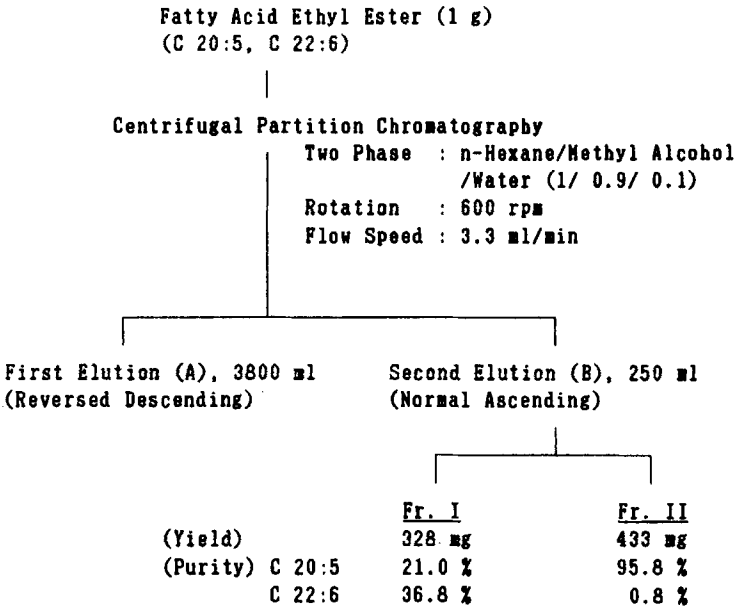 Fatty Acid Ethyl Ester (1 g)
(C 20:5, C 22:6)
Centrifugal Partition Chromatography
Two Phase : n-Hexane/Methyl Alcohol
/Water (1/ 0.9/ 0.1)
Rotation : 600 rpm
Flow Speed : 3.3 ml/min
First Elution (A), 3800 ml
(Reversed Descending)
Second Elution (B), 250 ml
(Normal Ascending)
Fr. I Fr. II
(Yield) 328 mg 433 mg
(Purity) C 20:5 21.0 % 95.8 %
C 22:6 36.8 % 0.8 %